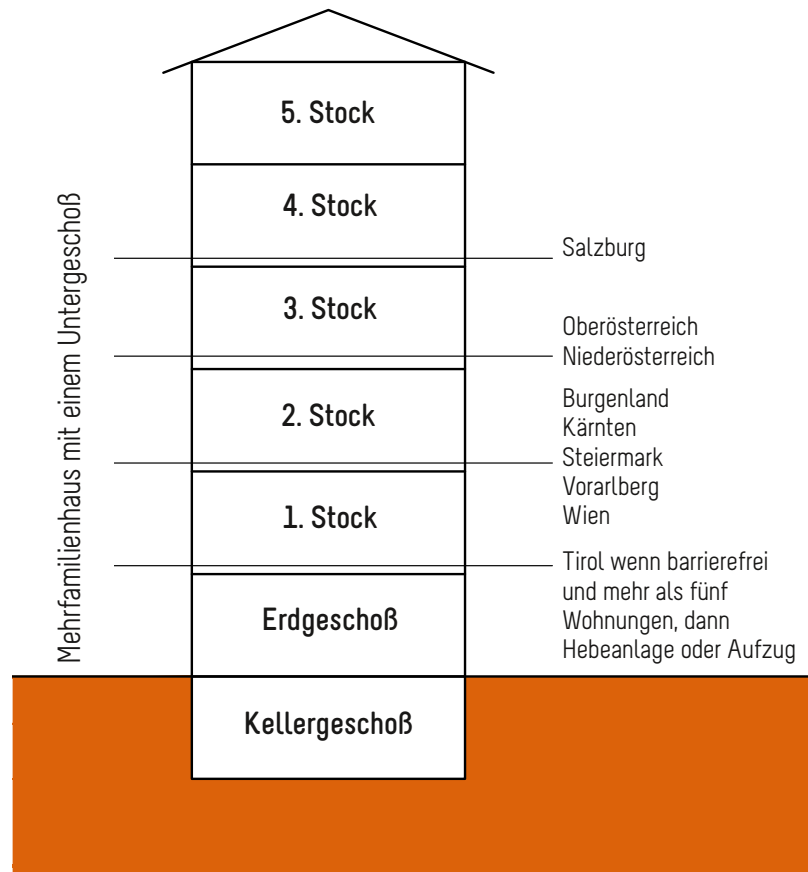 Mehrfamilienhaus mit einem Untergeschoß
5. Stock
4. Stock
Salzburg
3. Stock
Oberösterreich
Niederösterreich
2. Stock
Burgenland
Kärnten
Steiermark
Vorarlberg
Wien
1. Stock
Tirol wenn barrierefrei
und mehr als fünf
Wohnungen, dann
Hebeanlage oder Aufzug
Erdgeschoß
Kellergeschoß